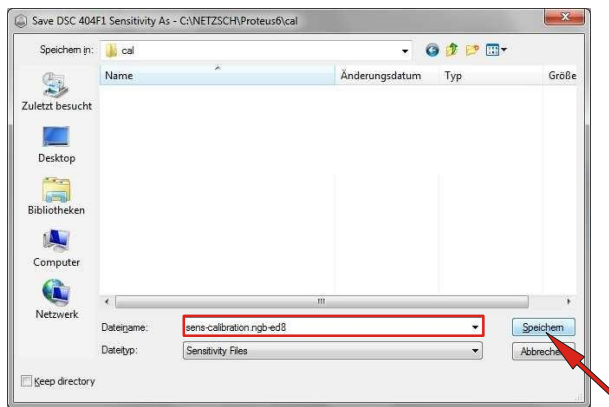 Save DSC 404F1 Sensitivity As - C:\NETZSCH\Proteus6\cal
Speichern in: cal
Name Änderungsdatum Typ Größe
Zuletzt besucht
Desktop
Bibliotheken
Computer
Netzwerk
Dateiname: sens-calibration.ngb-ed8 Speichern
Dateityp: Sensitivity Files Abbrechen
Keep directory